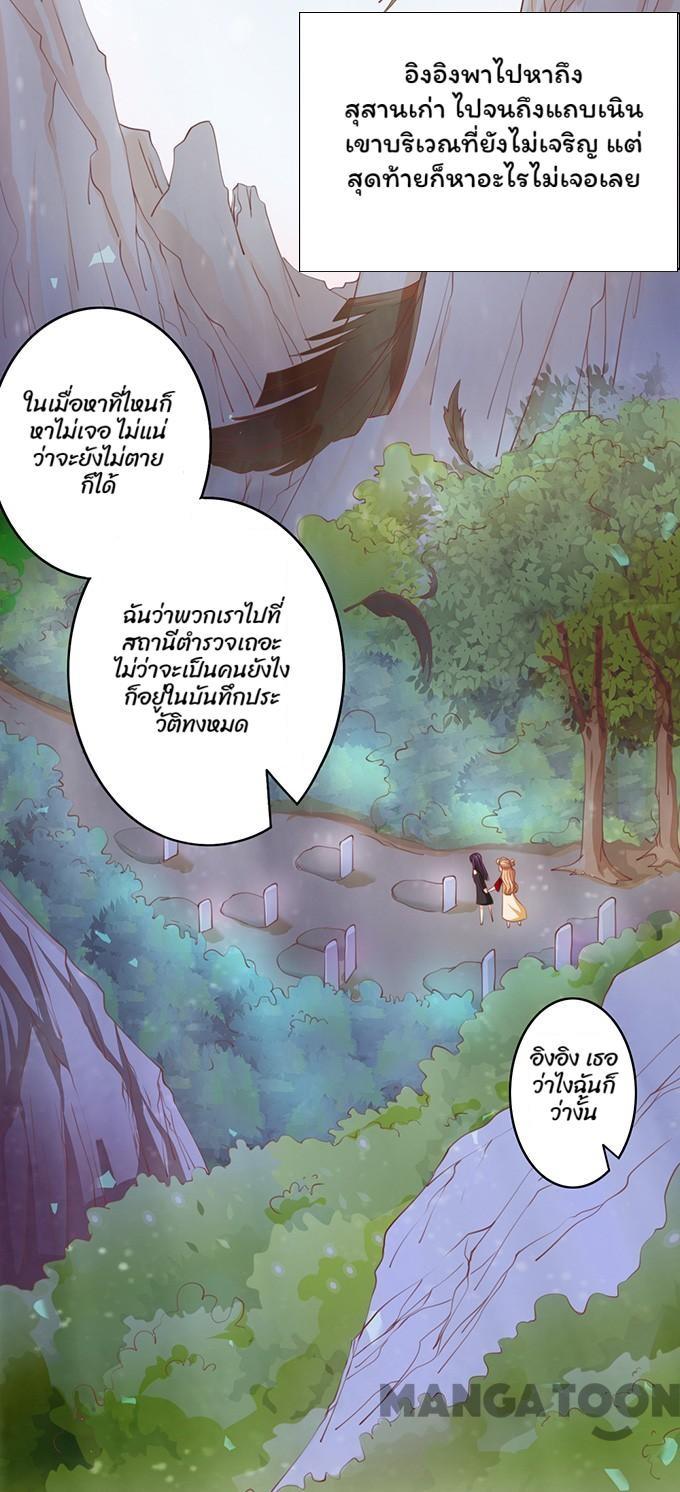 อิงอิงพาไปหาถึง
สุสานเก่า ไปจนถึงแถบเนิน
เขาบริเวณที่ยังไม่เจริญ แต่
สุดท้ายก็หาอะไรไม่เจอเลย
ในเมื่อหาที่ไหนก็
หาไม่เจอ ไม่แน่
ว่าจะยังไม่ตาย
ก็ได้
ฉันว่าพวกเราไปที่
สถานีตำรวจเถอะ
ไม่ว่าจะเป็นคนยังไง
ก็อยู่ในบันทึกประ
วัติทงหมด
อิงอิง เธอ
ว่าไงฉันก็
ว่างั้น
MANGATOON